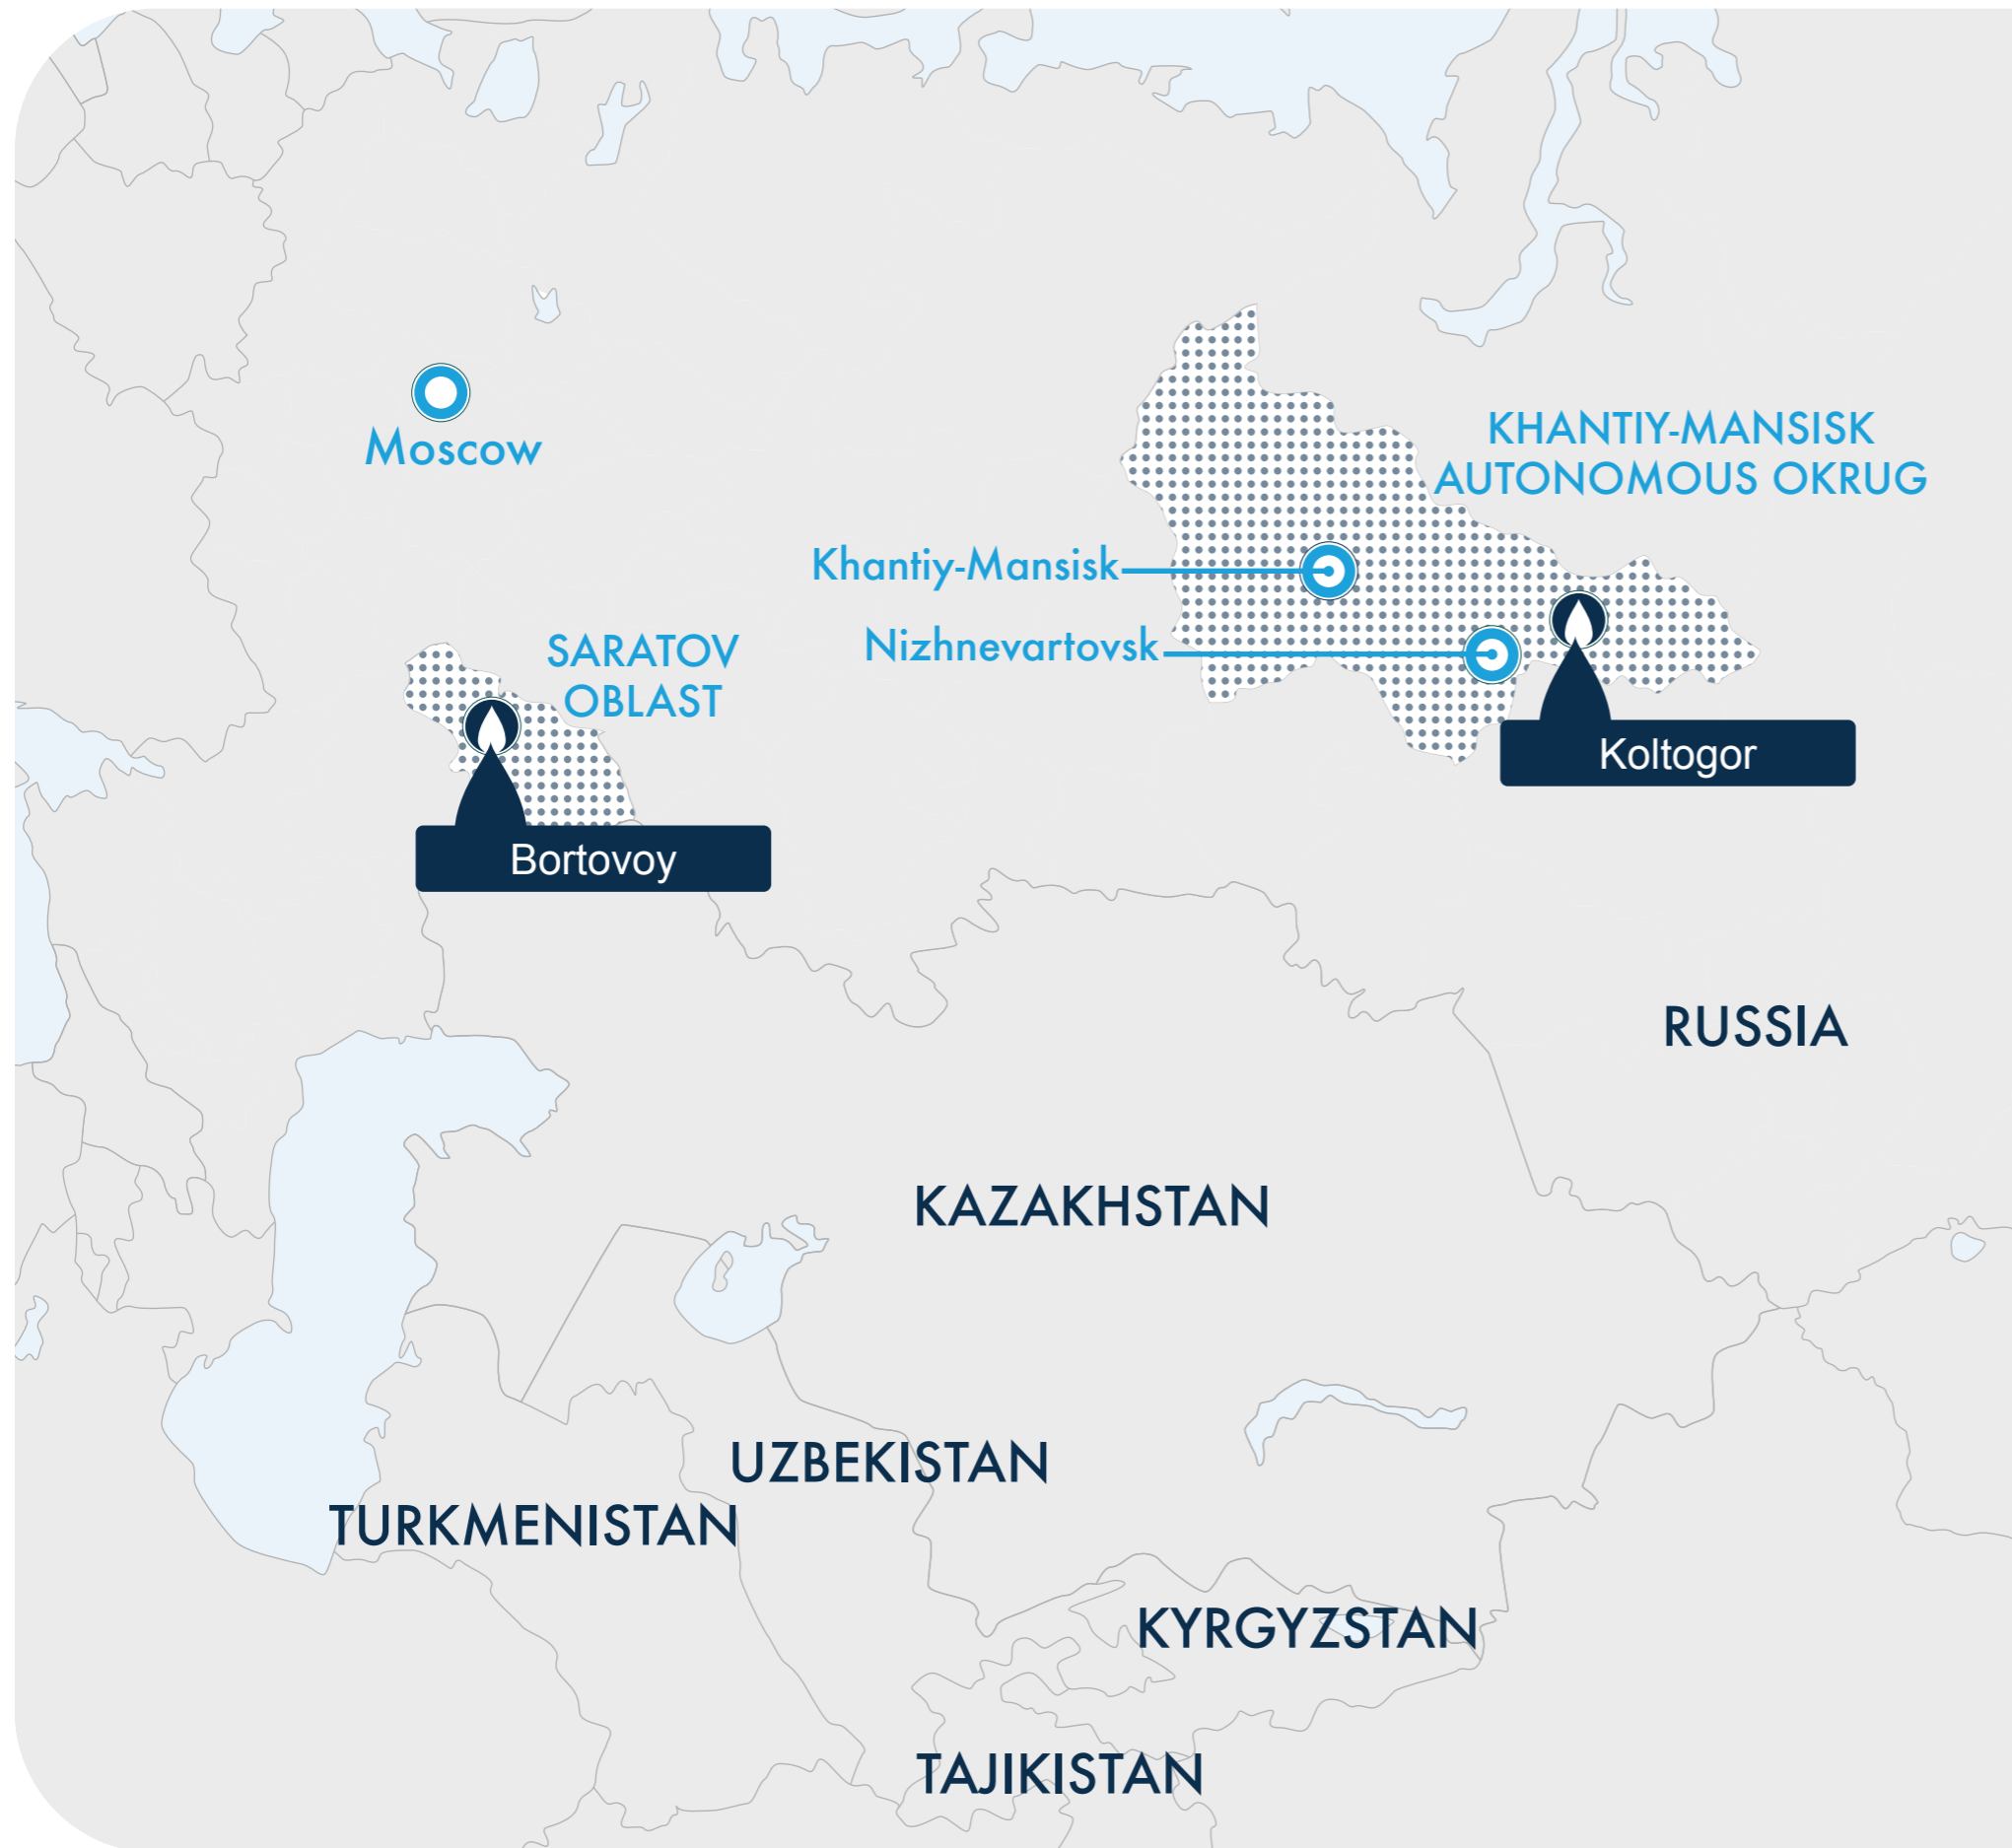 Moscow
KHANTIY-MANSISK
AUTONOMOUS OKRUG
Khantiy-Mansisk
Nizhnevartovsk
SARATOV
OBLAST
Koltogor
Bortovoy
RUSSIA
KAZAKHSTAN
UZBEKISTAN
TURKMENISTAN
KYRGYZSTAN
TAJIKISTAN